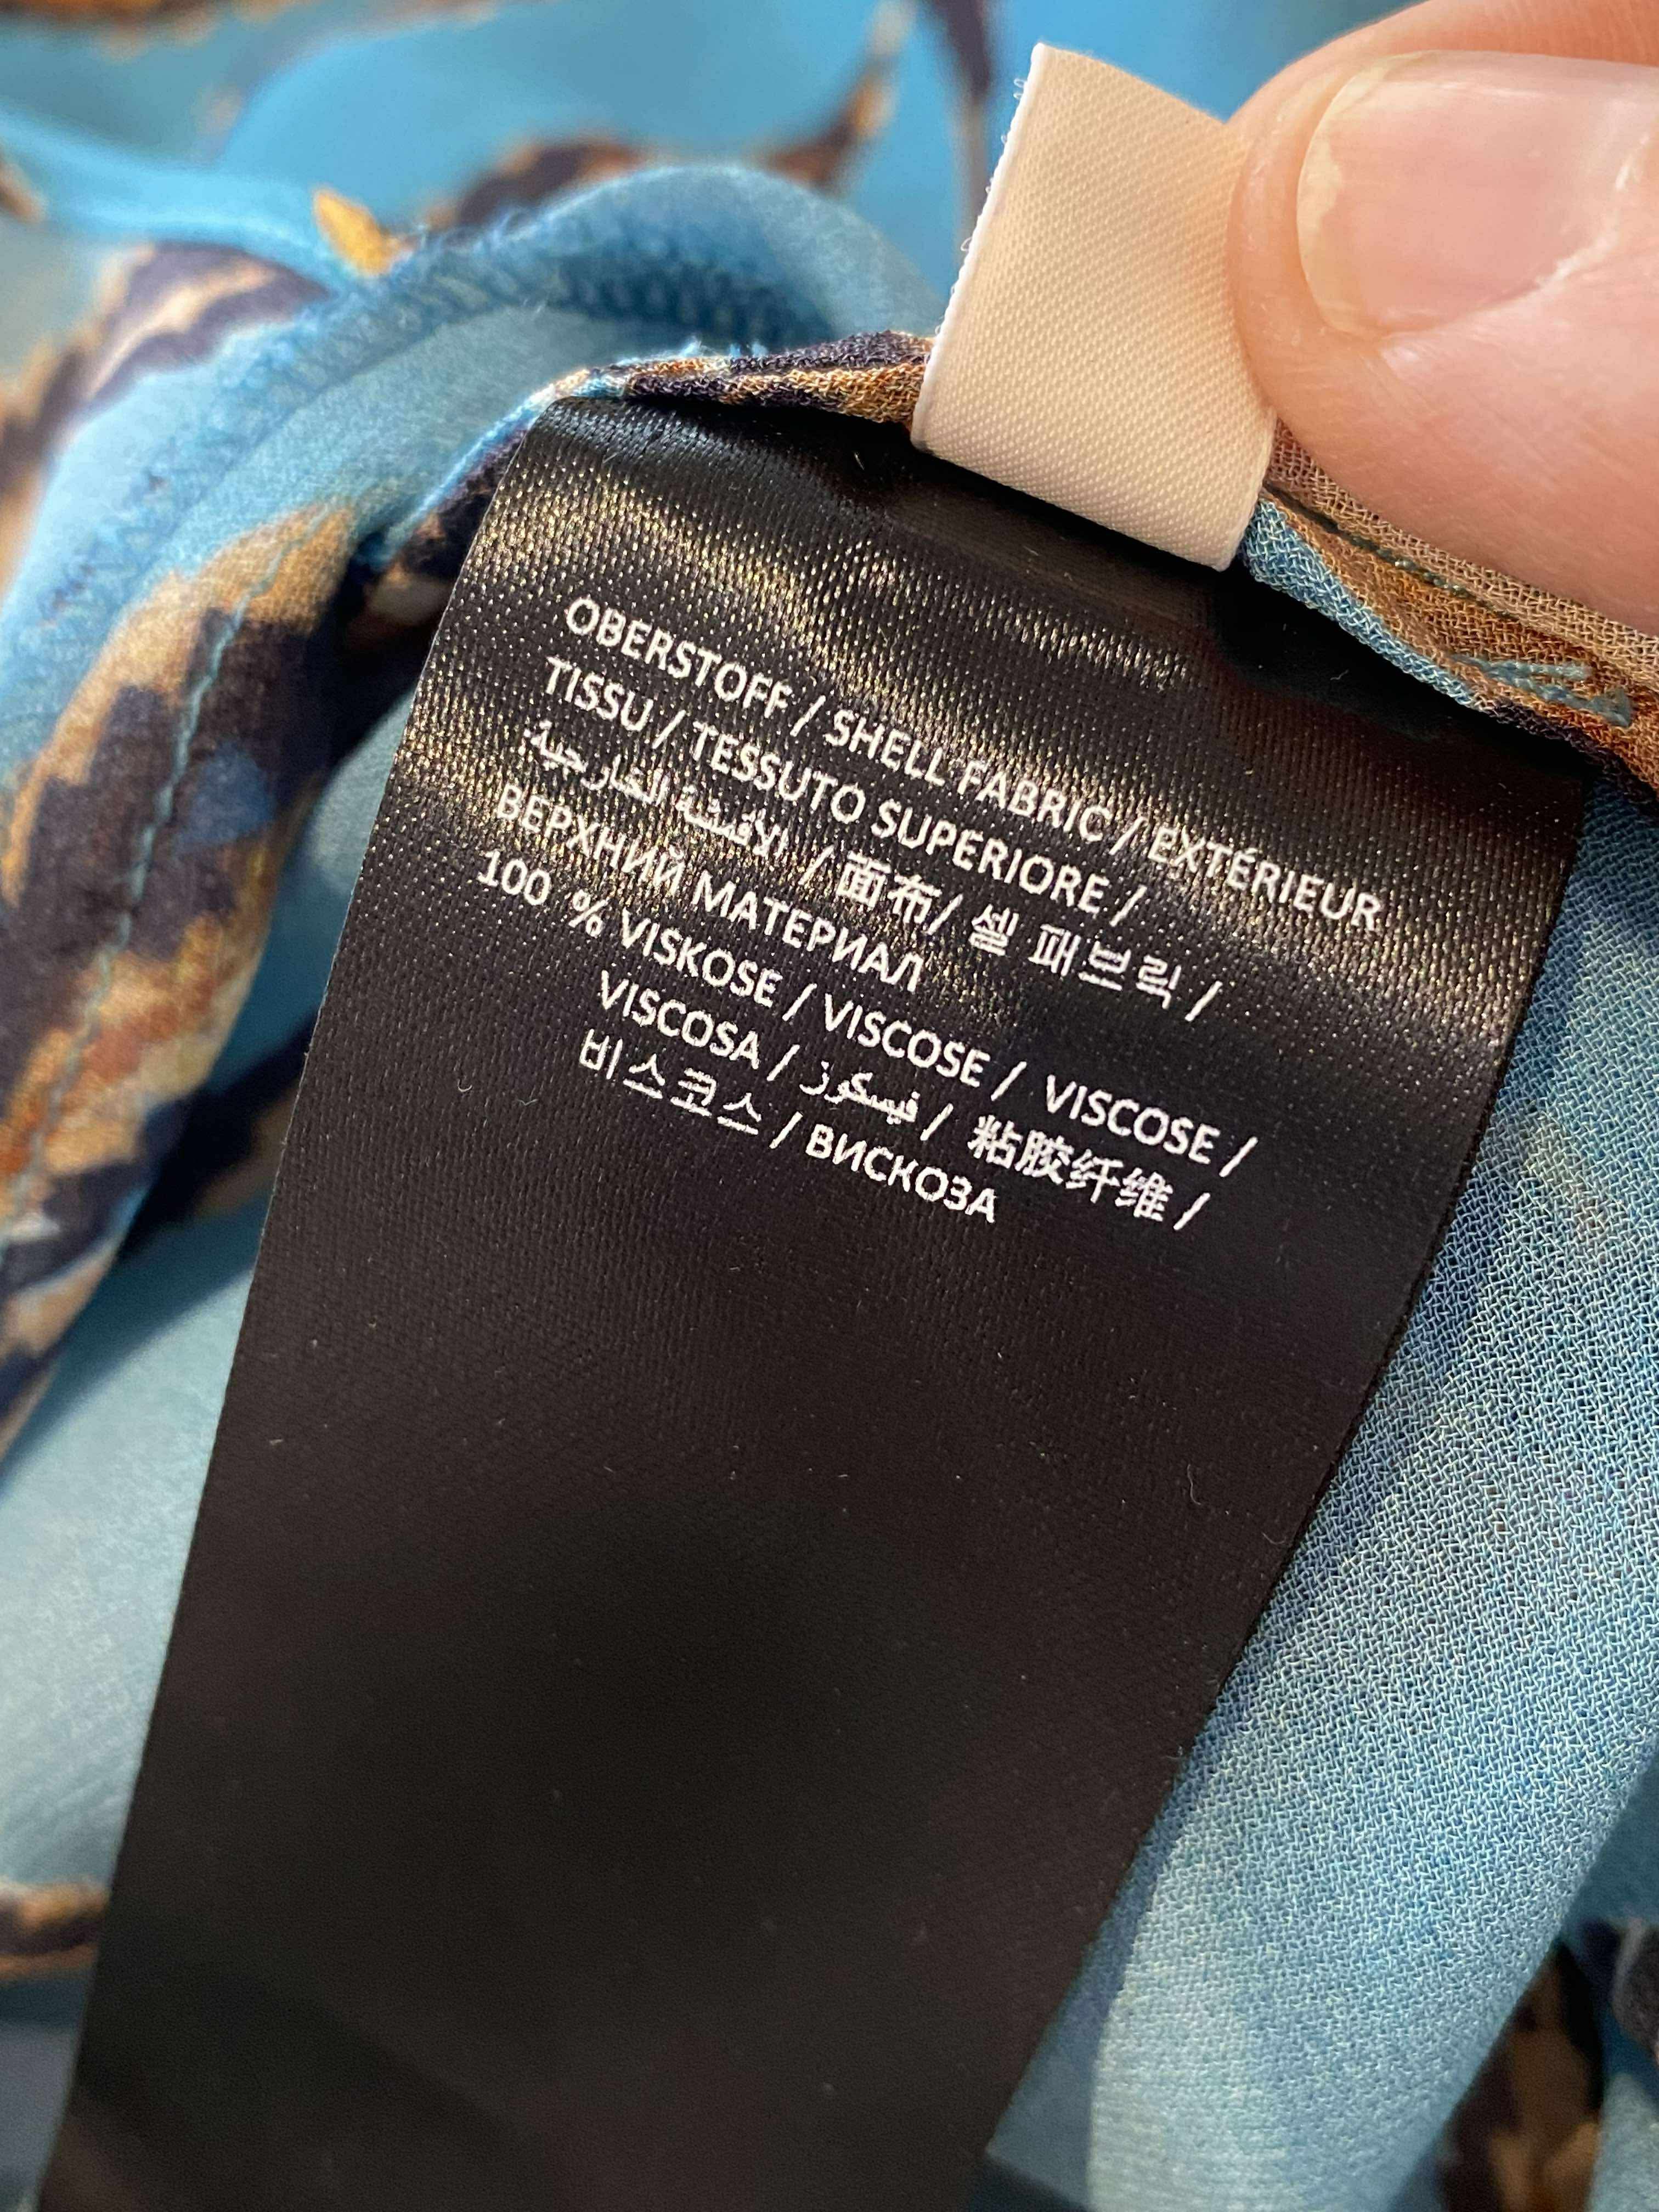 OBERSTOFF / SHELL FABRIC / EXTÉRIEUR
TISSU / TESSUTO SUPERIORE /
الأقمشة الخارجية: / 面布/ 셸 패브릭 /
ВЕРХНИЙ МАТЕРИАЛ
100 % VISKOSE / VISCOSE / VISCOSE /
VISCOSA / فيسكوز / 粘胶纤维 /
비스코스 / ВИСКОЗА